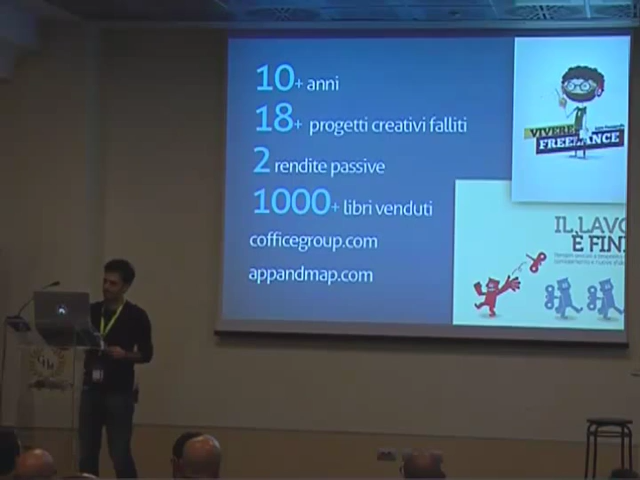 10+ anni
18+ progetti creativi falliti
2 rendite passive
1000+ libri venduti
cofficegroup.com
appandmap.com
VIVERE
FREELANCE
IL LAVO
È FIN